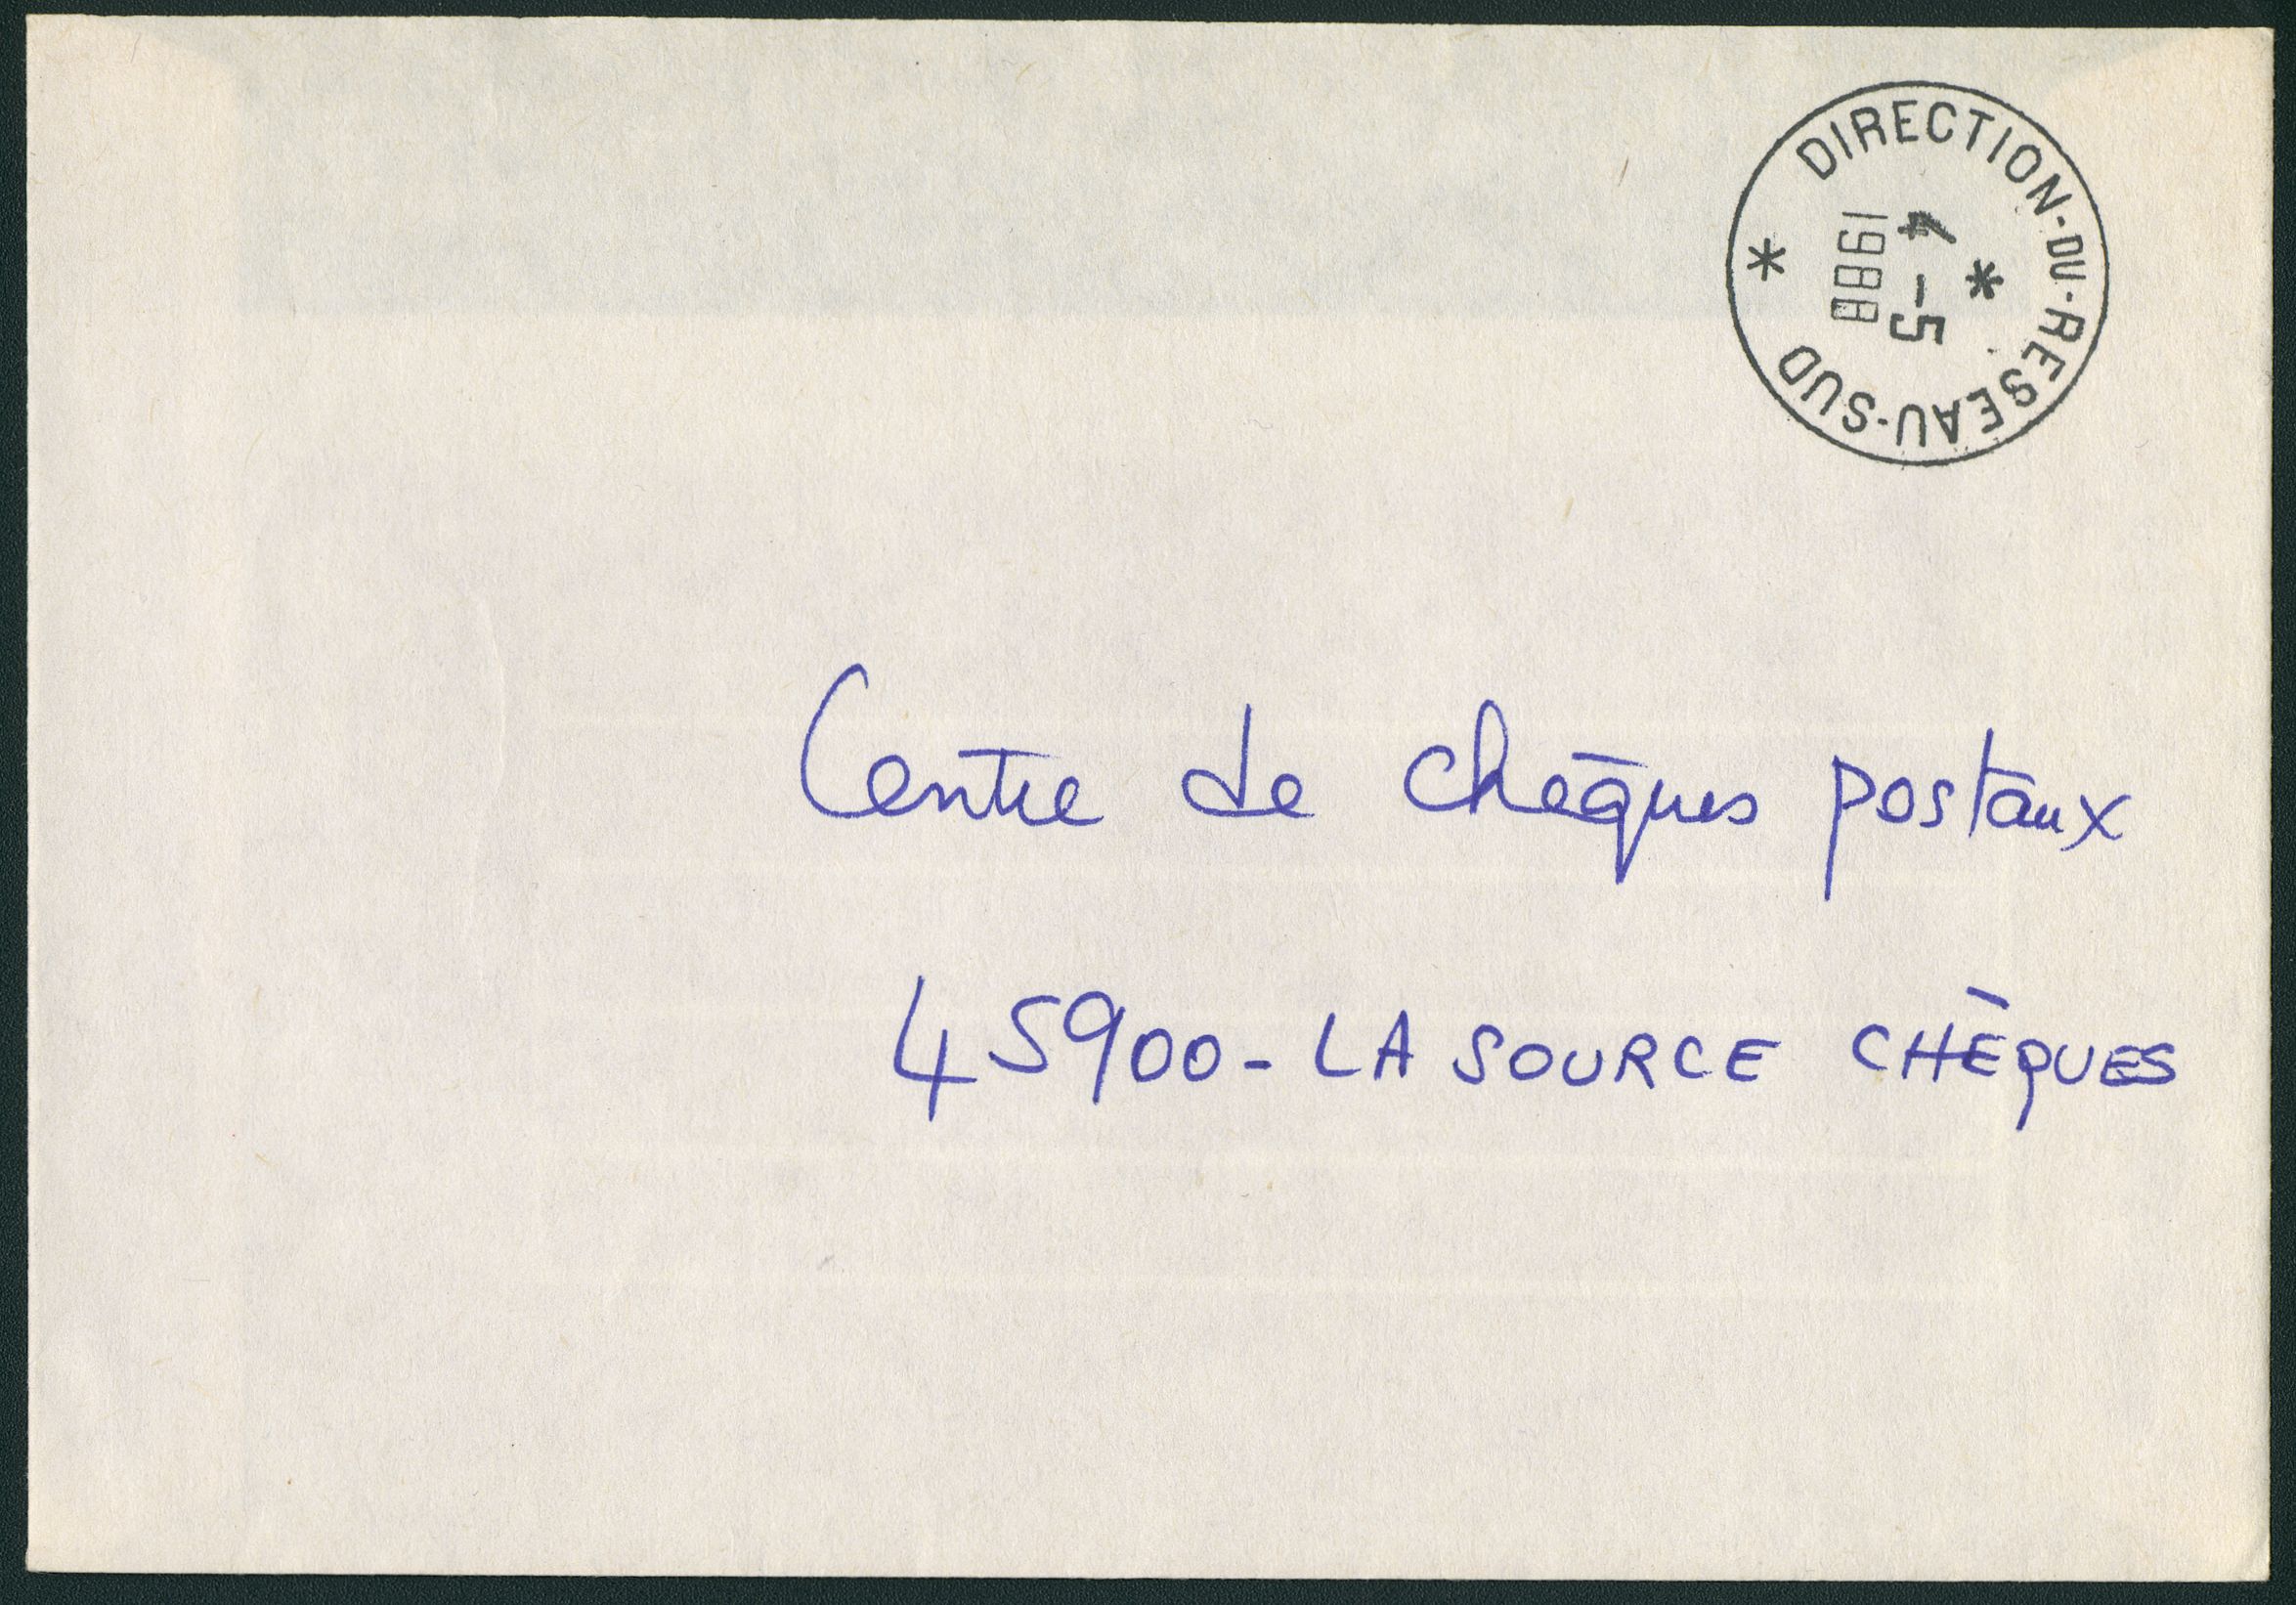 DIRECTION-DU-RESEAU-SUD
*
4 -5
1988
*
Centre de chèques postaux
45900 - LA SOURCE CHÈQUES